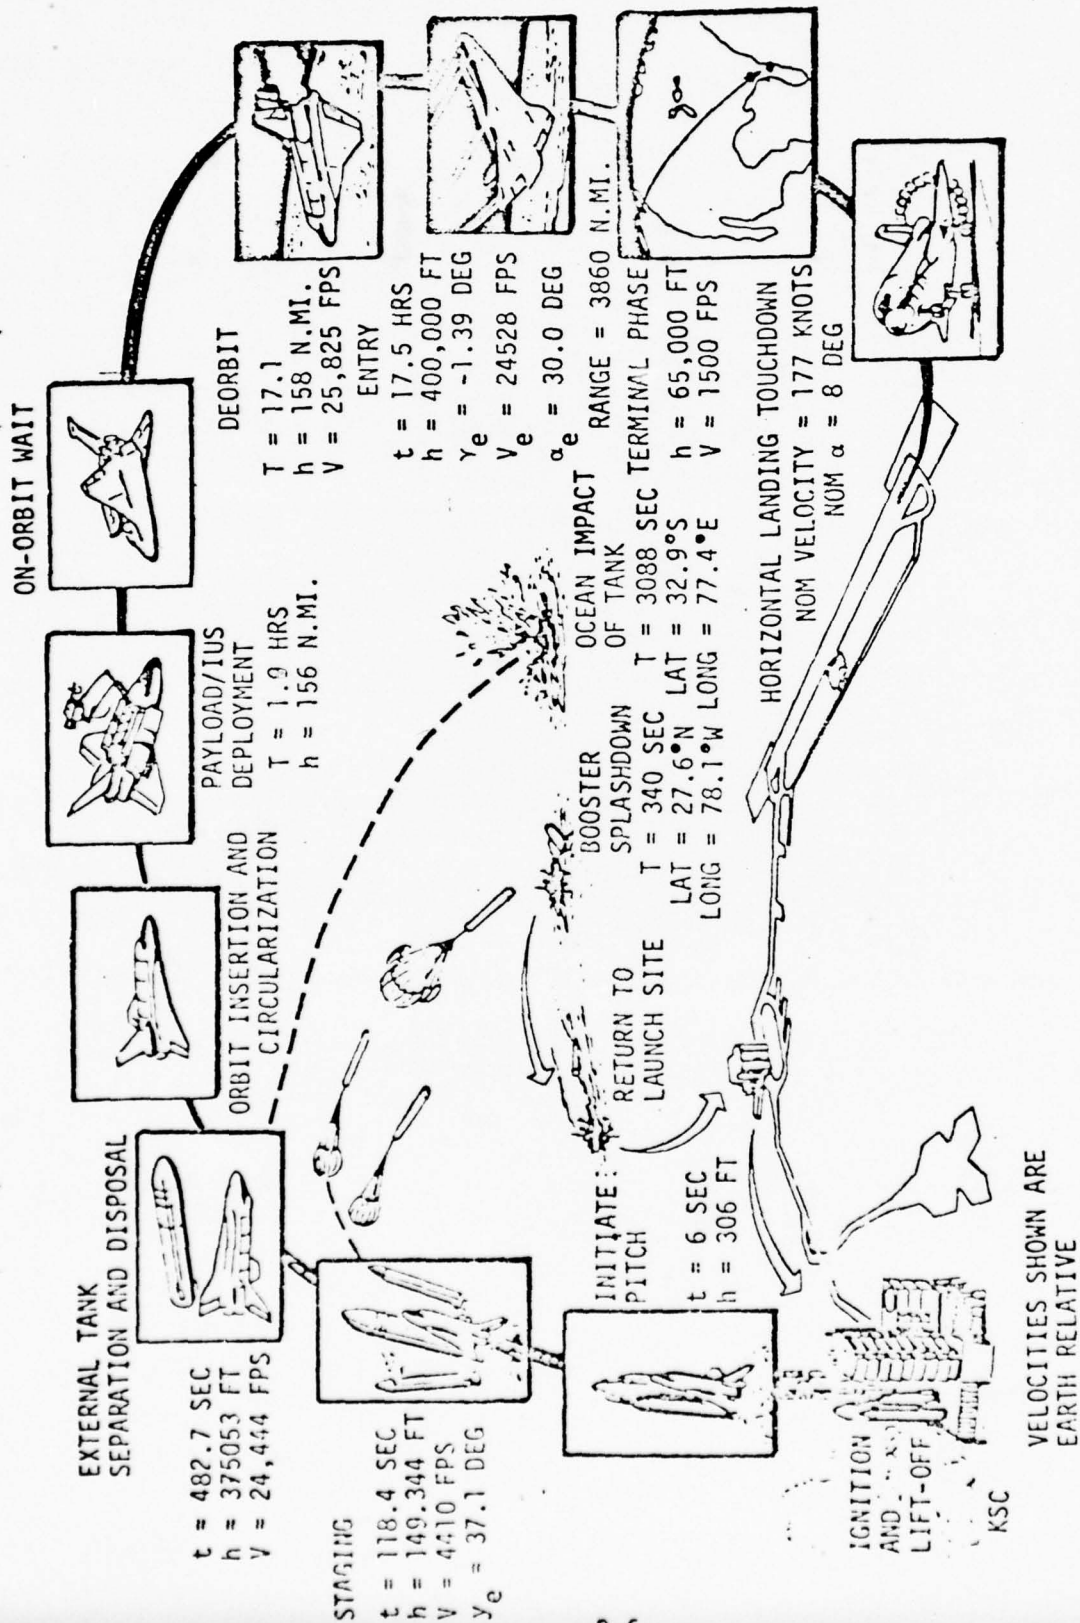 IGNITION
AND
LIFT-OFF
KSC
INITIATE
PITCH
t = 6 SEC
h = 306 FT
STAGING
t = 118.4 SEC
h = 149.344 FT
V = 4410 FPS
γe = 37.1 DEG
EXTERNAL TANK
SEPARATION AND DISPOSAL
t = 482.7 SEC
h = 375053 FT
V = 24,444 FPS
ORBIT INSERTION AND
CIRCULARIZATION
PAYLOAD/IUS
DEPLOYMENT
T = 1.9 HRS
h = 156 N.MI.
ON-ORBIT WAIT
DEORBIT
T = 17.1
h = 158 N.MI.
V = 25,825 FPS
ENTRY
t = 17.5 HRS
h = 400,000 FT
γe = -1.39 DEG
Ve = 24528 FPS
αe = 30.0 DEG
RANGE = 3860 N.MI.
TERMINAL PHASE
h = 65,000 FT
V = 1500 FPS
HORIZONTAL LANDING TOUCHDOWN
NOM VELOCITY = 177 KNOTS
NOM α = 8 DEG
OCEAN IMPACT
OF TANK
T = 3088 SEC
LAT = 32.9°S
LONG = 77.4°E
BOOSTER
SPLASHDOWN
T = 340 SEC
LAT = 27.6°N
LONG = 78.1°W
RETURN TO
LAUNCH SITE
VELOCITIES SHOWN ARE
EARTH RELATIVE